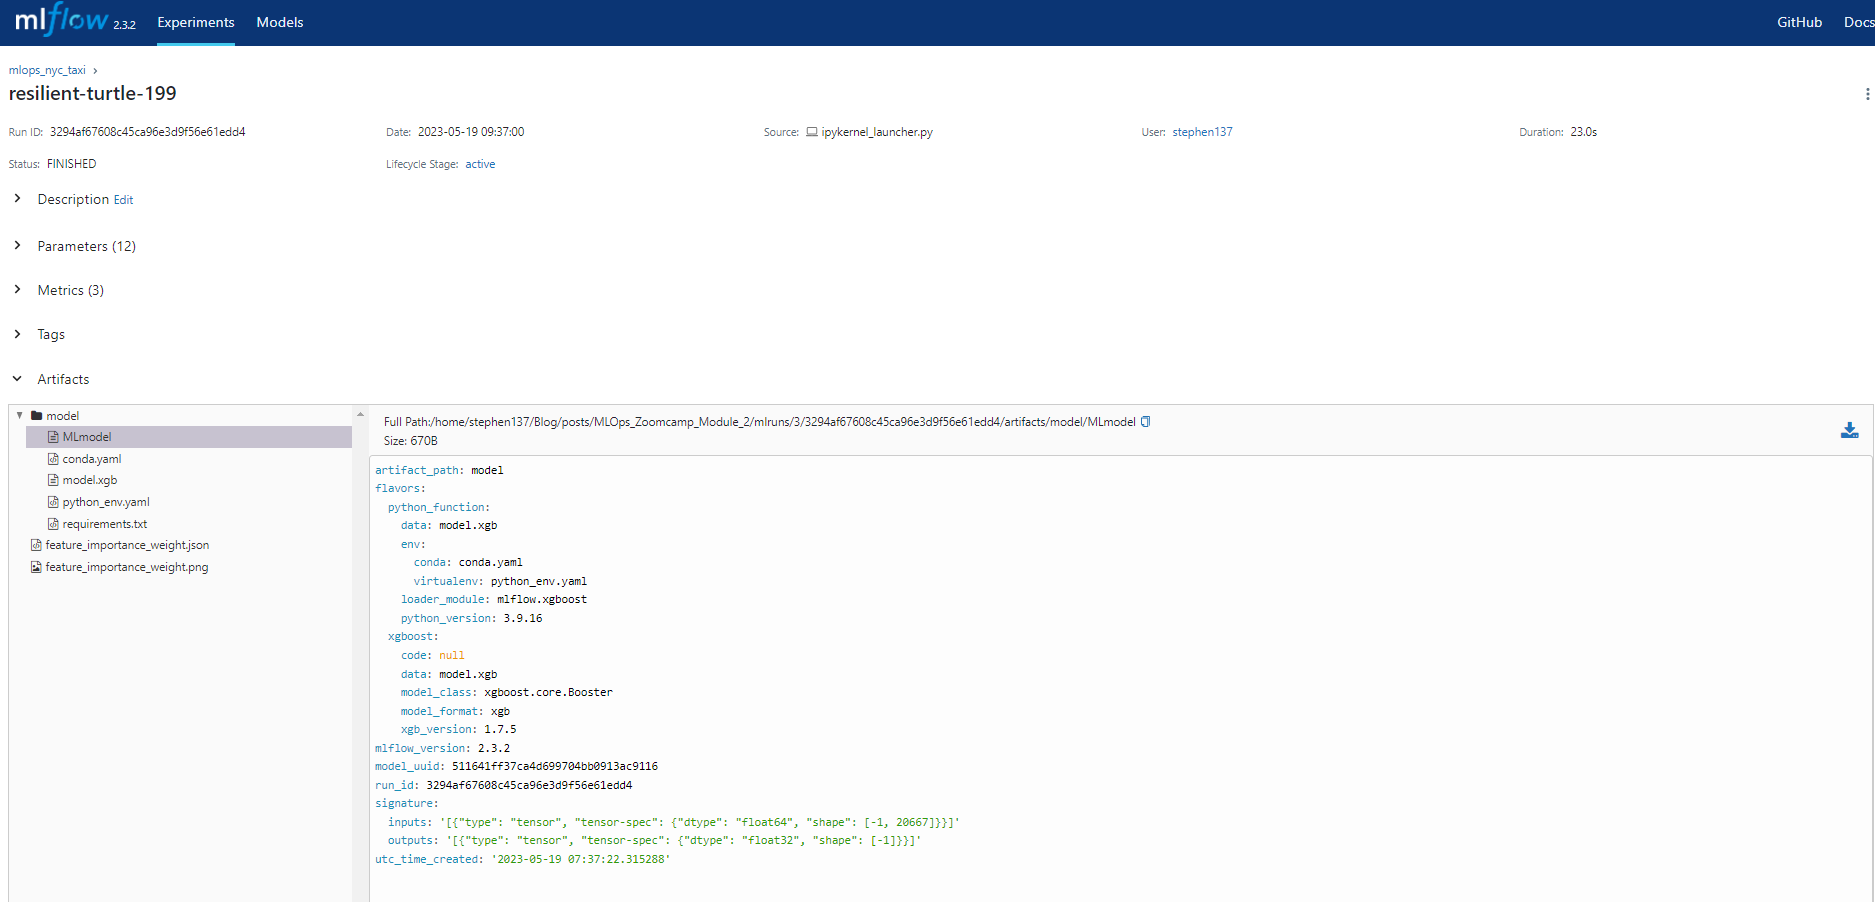 mlflow 2.3.2 Experiments Models GitHub Docs
mlops_nyc_taxi ›
resilient-turtle-199
Run ID: 3294af67608c45ca96e3d9f56e61edd4 Date: 2023-05-19 09:37:00 Source: ipykernel_launcher.py User: stephen137 Duration: 23.0s
Status: FINISHED Lifecycle Stage: active
Description Edit
Parameters (12)
Metrics (3)
Tags
Artifacts
model
MLmodel
conda.yaml
model.xgb
python_env.yaml
requirements.txt
feature_importance_weight.json
feature_importance_weight.png
Full Path:/home/stephen137/Blog/posts/MLOps_Zoomcamp_Module_2/mlruns/3/3294af67608c45ca96e3d9f56e61edd4/artifacts/model/MLmodel
Size: 670B
artifact_path: model
flavors:
  python_function:
    data: model.xgb
    env:
      conda: conda.yaml
      virtualenv: python_env.yaml
    loader_module: mlflow.xgboost
    python_version: 3.9.16
  xgboost:
    code: null
    data: model.xgb
    model_class: xgboost.core.Booster
    model_format: xgb
    xgb_version: 1.7.5
mlflow_version: 2.3.2
model_uuid: 511641ff37ca4d699704bb0913ac9116
run_id: 3294af67608c45ca96e3d9f56e61edd4
signature:
  inputs: '[{"type": "tensor", "tensor-spec": {"dtype": "float64", "shape": [-1, 20667]}}]'
  outputs: '[{"type": "tensor", "tensor-spec": {"dtype": "float32", "shape": [-1]}}]'
utc_time_created: '2023-05-19 07:37:22.315288'